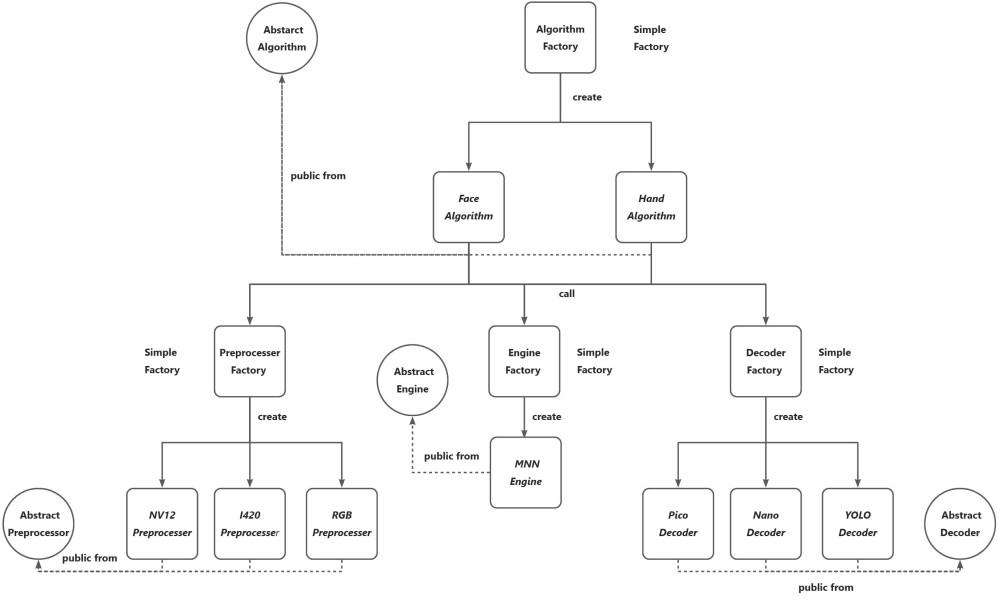 Abstarct
Algorithm
Algorithm
Factory
Simple
Factory
create
public from
Face
Algorithm
Hand
Algorithm
call
Simple
Factory
Preprocesser
Factory
Abstract
Engine
Engine
Factory
Simple
Factory
Decoder
Factory
Simple
Factory
create
create
create
public from
MNN
Engine
Abstract
Preprocessor
NV12
Preprocesser
I420
Preprocesser
RGB
Preprocesser
Pico
Decoder
Nano
Decoder
YOLO
Decoder
Abstract
Decoder
public from
public from